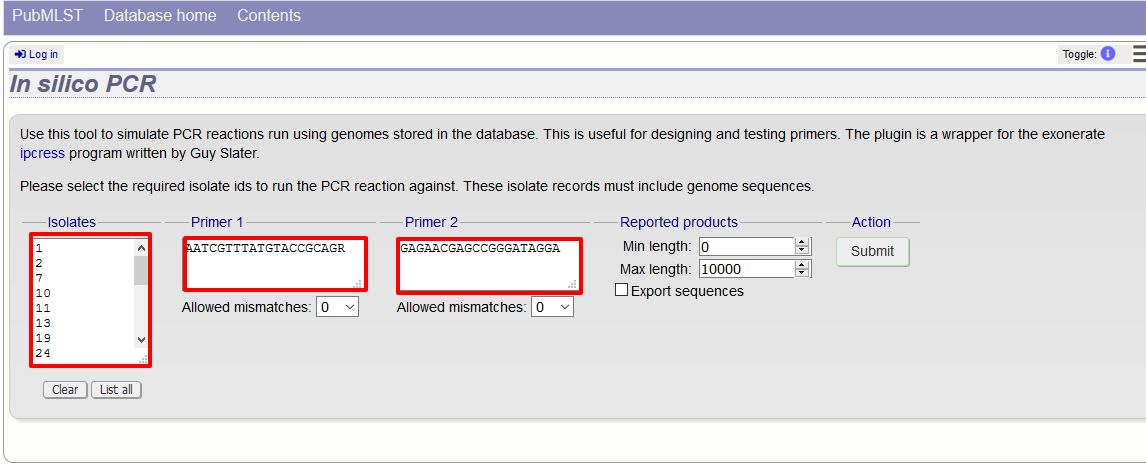 PubMLST Database home Contents
Log in Toggle: i
In silico PCR
Use this tool to simulate PCR reactions run using genomes stored in the database. This is useful for designing and testing primers. The plugin is a wrapper for the exonerate
ipcress program written by Guy Slater.
Please select the required isolate ids to run the PCR reaction against. These isolate records must include genome sequences.
Isolates Primer 1 Primer 2 Reported products Action
1 AATCGTTTATGTACCGCAGR GAGAACGAGCCGGGATAGGA Min length: 0 Submit
2
7 Max length: 10000
10 Export sequences
11 Allowed mismatches: 0 Allowed mismatches: 0
13
19
24
Clear List all